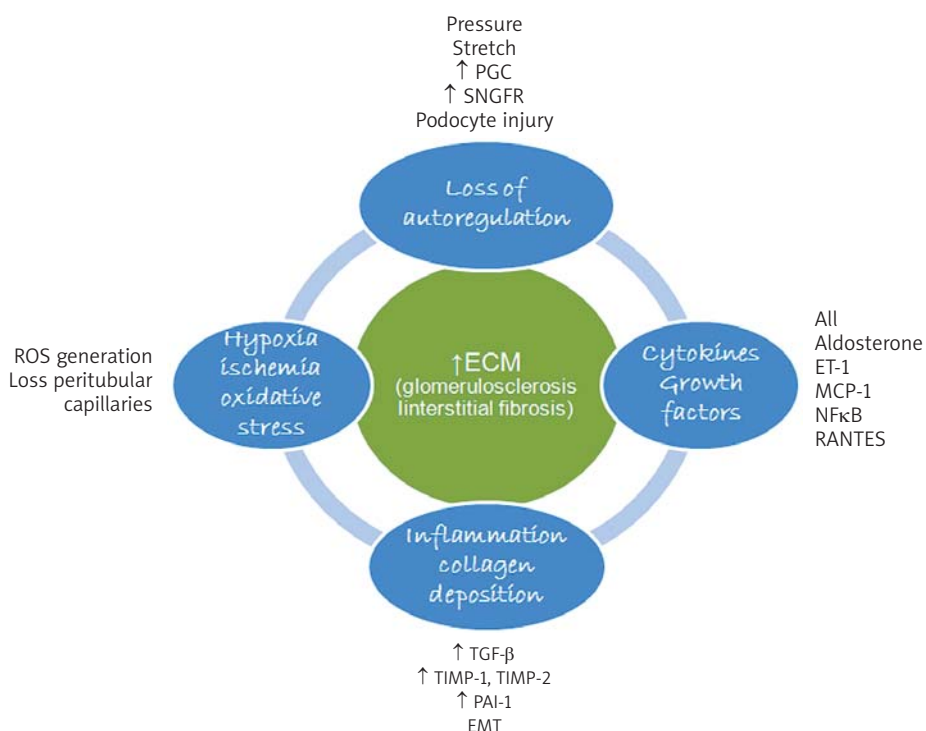 Pressure
Stretch
↑ PGC
↑ SNGFR
Podocyte injury
Loss of
autoregulation
Hypoxia
ischemia
oxidative
stress
ROS generation
Loss peritubular
capillaries
↑ECM
(glomerulosclerosis
Iinterstitial fibrosis)
Cytokines
Growth
factors
All
Aldosterone
ET-1
MCP-1
NFκB
RANTES
Inflammation
collagen
deposition
↑ TGF-β
↑ TIMP-1, TIMP-2
↑ PAI-1
EMT